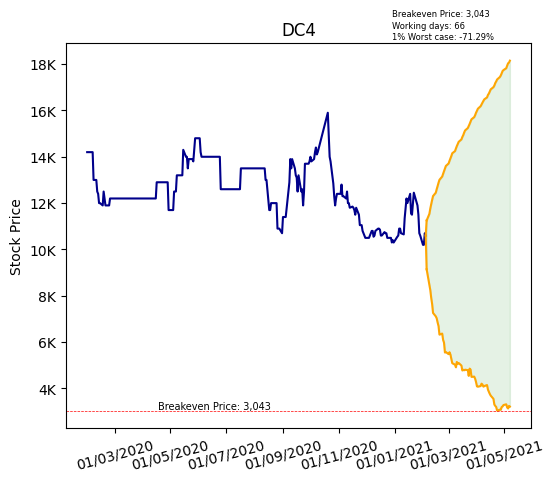 Breakeven Price: 3,043
Working days: 66
1% Worst case: -71.29%
DC4
Stock Price
18K
16K
14K
12K
10K
8K
6K
4K
Breakeven Price: 3,043
01/03/2020 01/05/2020 01/07/2020 01/09/2020 01/11/2020 01/01/2021 01/03/2021 01/05/2021